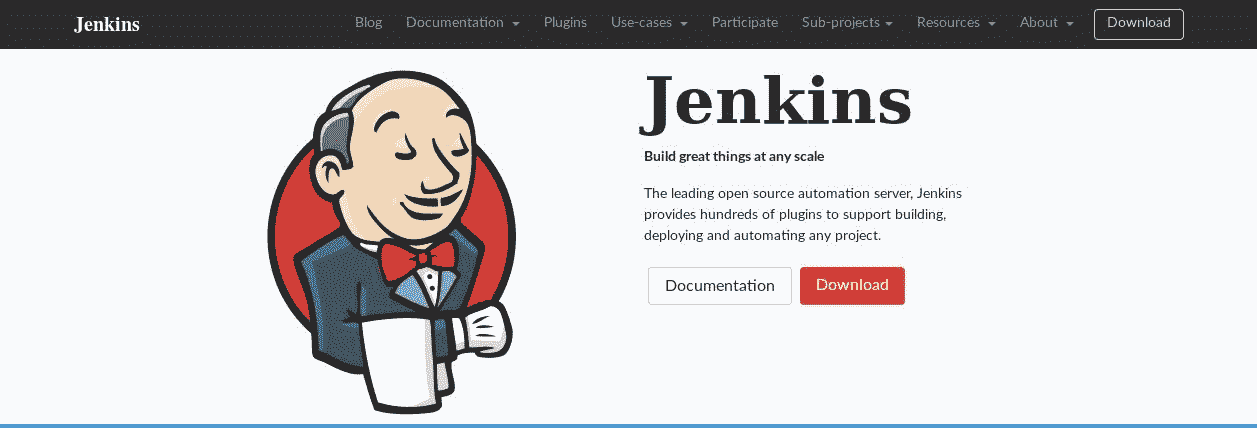 Jenkins Blog Documentation Plugins Use-cases Participate Sub-projects Resources About Download
Jenkins
Build great things at any scale
The leading open source automation server, Jenkins
provides hundreds of plugins to support building,
deploying and automating any project.
Documentation Download